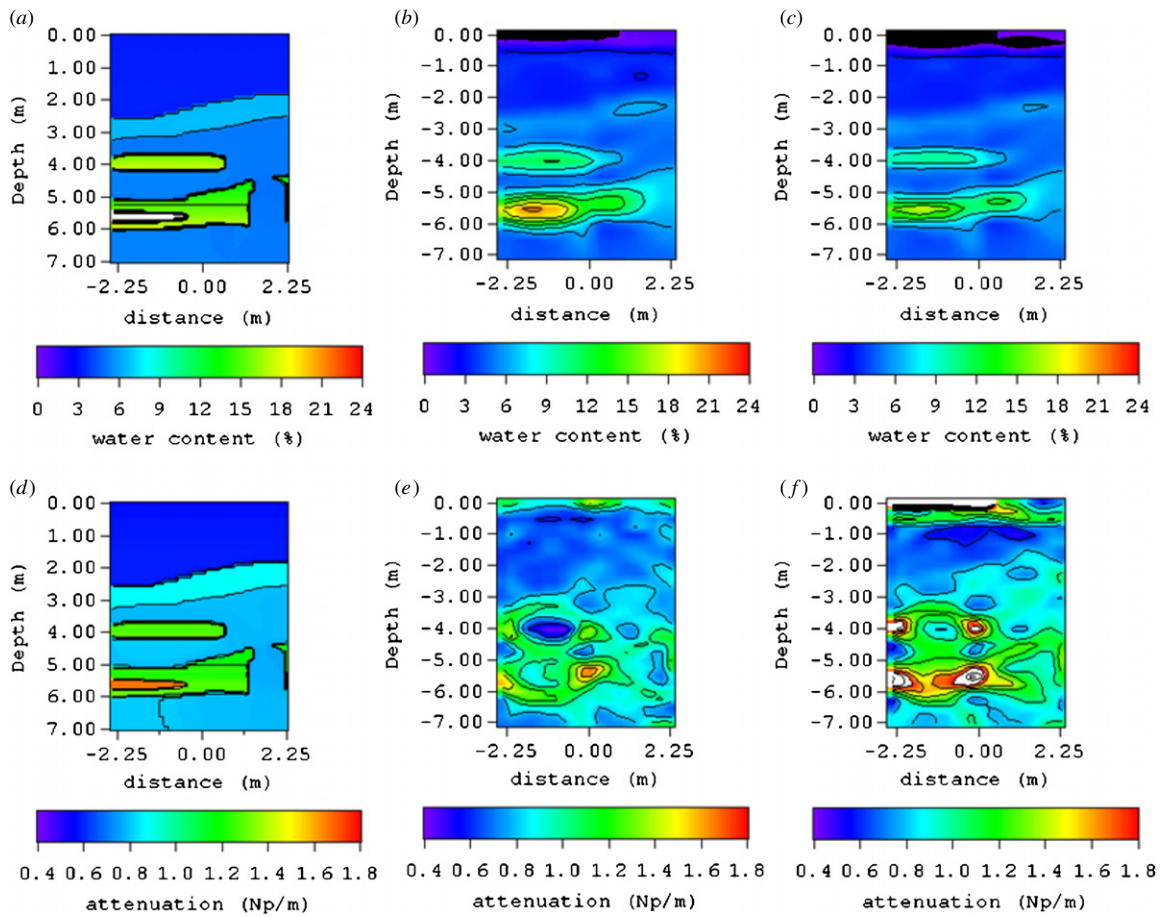 (a)
(b)
(c)
0.00
1.00
2.00
3.00
4.00
5.00
6.00
7.00
Depth (m)
-2.25 0.00 2.25
distance (m)
0.00
-1.00
-2.00
-3.00
-4.00
-5.00
-6.00
-7.00
Depth (m)
-2.25 0.00 2.25
distance (m)
0.00
-1.00
-2.00
-3.00
-4.00
-5.00
-6.00
-7.00
Depth (m)
-2.25 0.00 2.25
distance (m)
0 3 6 9 12 15 18 21 24
water content (%)
0 3 6 9 12 15 18 21 24
water content (%)
0 3 6 9 12 15 18 21 24
water content (%)
(d)
(e)
(f)
0.00
1.00
2.00
3.00
4.00
5.00
6.00
7.00
Depth (m)
-2.25 0.00 2.25
distance (m)
0.00
-1.00
-2.00
-3.00
-4.00
-5.00
-6.00
-7.00
Depth (m)
-2.25 0.00 2.25
distance (m)
0.00
-1.00
-2.00
-3.00
-4.00
-5.00
-6.00
-7.00
Depth (m)
-2.25 0.00 2.25
distance (m)
0.4 0.6 0.8 1.0 1.2 1.4 1.6 1.8
attenuation (Np/m)
0.4 0.6 0.8 1.0 1.2 1.4 1.6 1.8
attenuation (Np/m)
0.4 0.6 0.8 1.0 1.2 1.4 1.6 1.8
attenuation (Np/m)